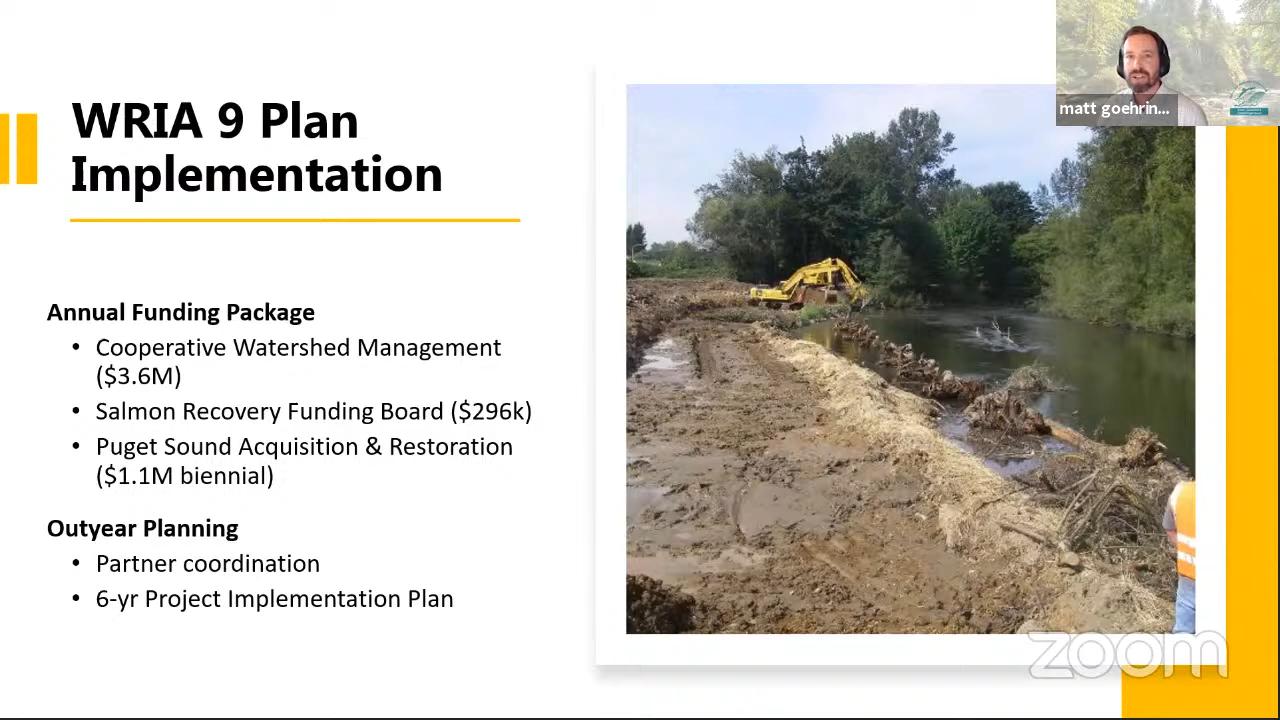 WRIA 9 Plan
Implementation
Annual Funding Package
• Cooperative Watershed Management
($3.6M)
• Salmon Recovery Funding Board ($296k)
• Puget Sound Acquisition & Restoration
($1.1M biennial)
Outyear Planning
• Partner coordination
• 6-yr Project Implementation Plan
matt goehrin...
zoom